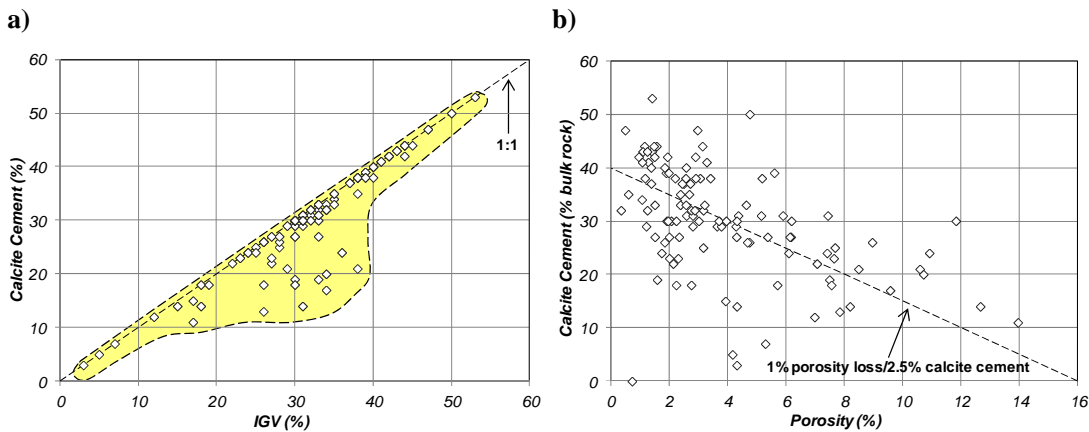 a)
60
50
40
30
20
10
0
Calcite Cement (%)
1:1
0 10 20 30 40 50 60
IGV (%)
b)
60
50
40
30
20
10
0
Calcite Cement (% bulk rock)
1% porosity loss/2.5% calcite cement
0 2 4 6 8 10 12 14 16
Porosity (%)